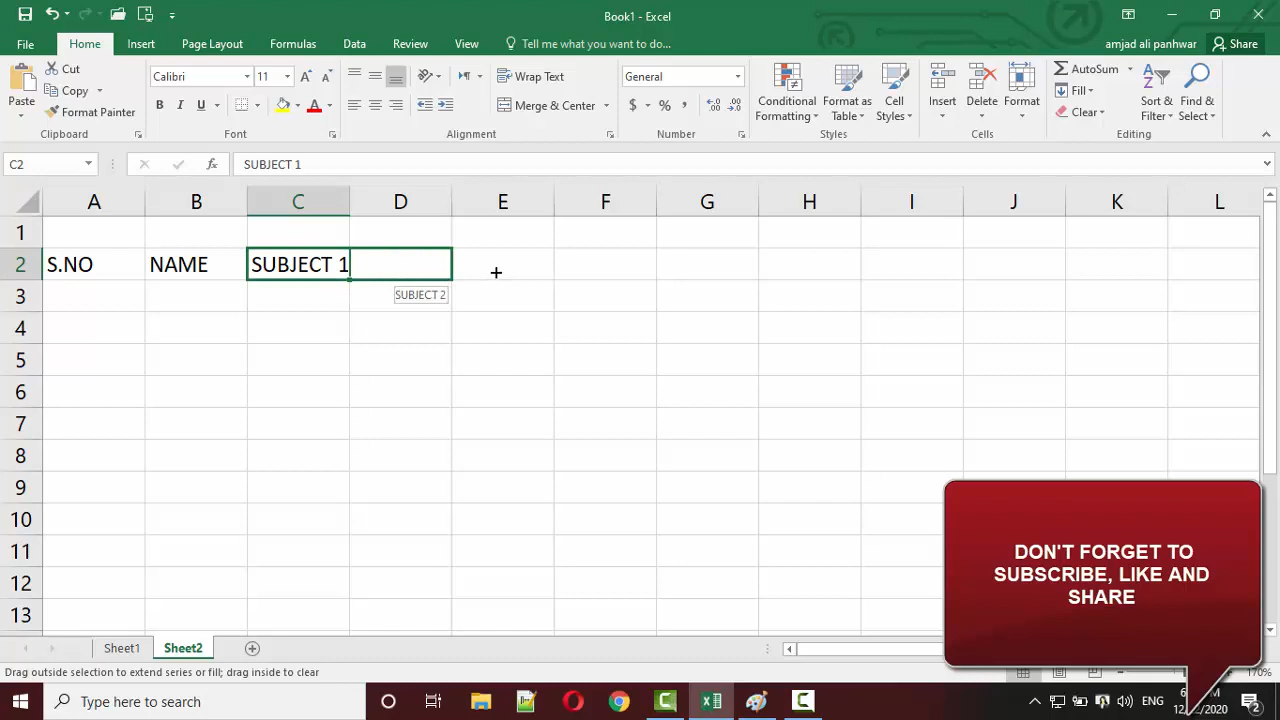 Book1 - Excel
File Home Insert Page Layout Formulas Data Review View Tell me what you want to do... amjad ali panhwar Share
Paste Cut Copy Format Painter Clipboard
Calibri 11 B I U A A A Font
Wrap Text Merge & Center Alignment
General $ % , Number
Conditional Formatting Format as Table Cell Styles Styles
Insert Delete Format Cells
AutoSum Fill Clear Sort & Filter Find & Select Editing
C2 fx SUBJECT 1
A B C D E F G H I J K L
1
2 S.NO NAME SUBJECT 1
3 SUBJECT 2
4
5
6
7
8
9
10
11
12
13
DON'T FORGET TO
SUBSCRIBE, LIKE AND
SHARE
Sheet1 Sheet2
Drag outside selection to extend series or fill; drag inside to clear 170%
Type here to search ENG 2